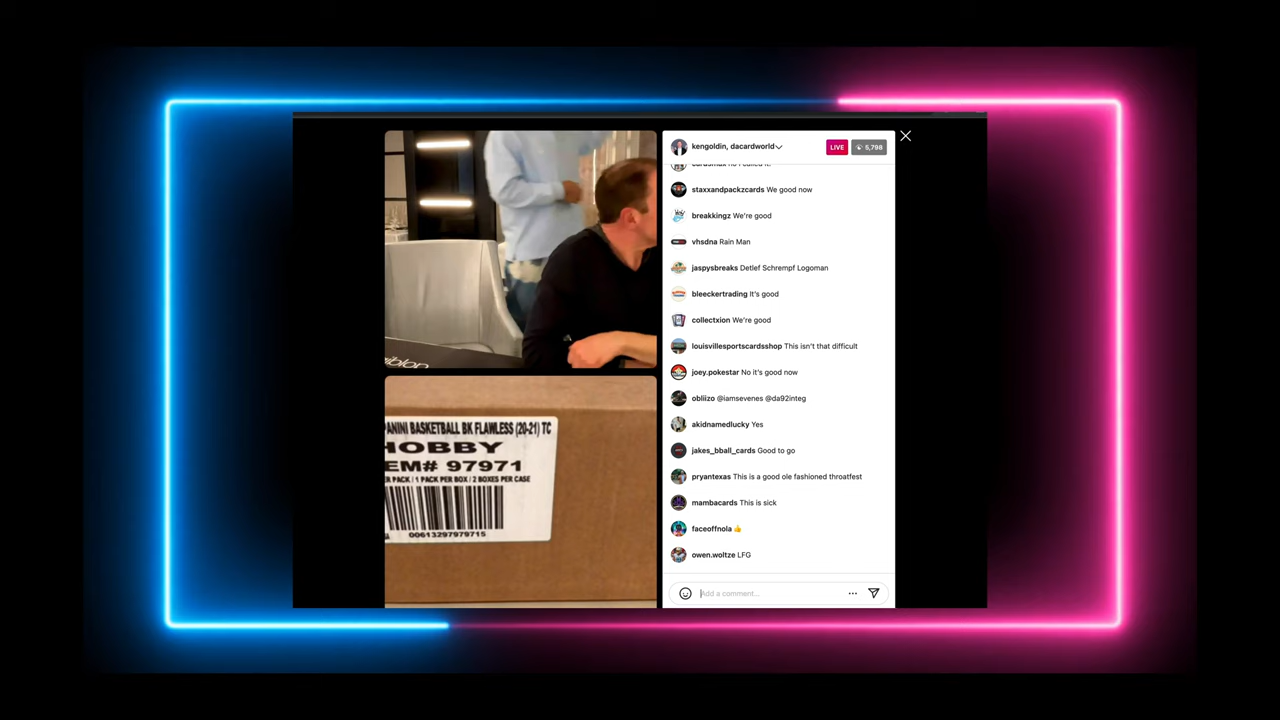 kengoldin, dacardworld
LIVE
5,798
staxxandpackzcards We good now
breakkingz We're good
vhsdna Rain Man
jaspysbreaks Detlef Schrempf Logoman
bleeckertrading It's good
collectxion We're good
louisvillesportscardsshop This isn't that difficult
joey.pokestar No it's good now
obliizo @iamsevenes @da92integ
akidnamedlucky Yes
jakes_bball_cards Good to go
pryantexas This is a good ole fashioned throatfest
mambacards This is sick
faceoffnola 👍
owen.woltze LFG
Add a comment...
PANINI BASKETBALL BK FLAWLESS (20-21) TC
HOBBY
EM# 97971
R PACK / 1 PACK PER BOX / 2 BOXES PER CASE
00613297979715